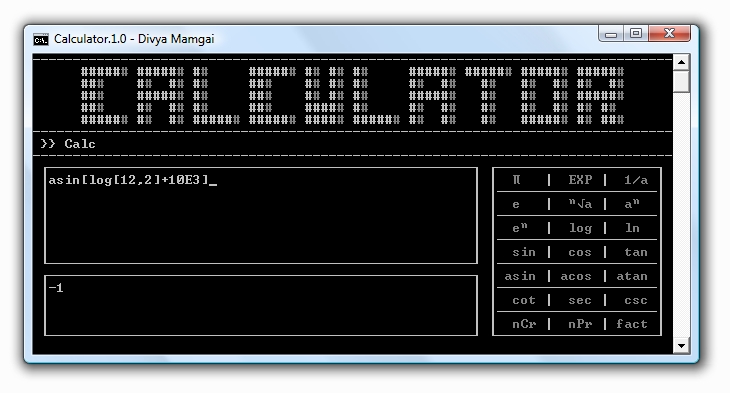 C:\. Calculator.1.0 - Divya Mamgai
CALCULATOR
>> Calc
asin[log[12,2]+10E3]_
-1
π | EXP | 1/a
e | ⁿ√a | aⁿ
eⁿ | log | ln
sin | cos | tan
asin | acos | atan
cot | sec | csc
nCr | nPr | fact